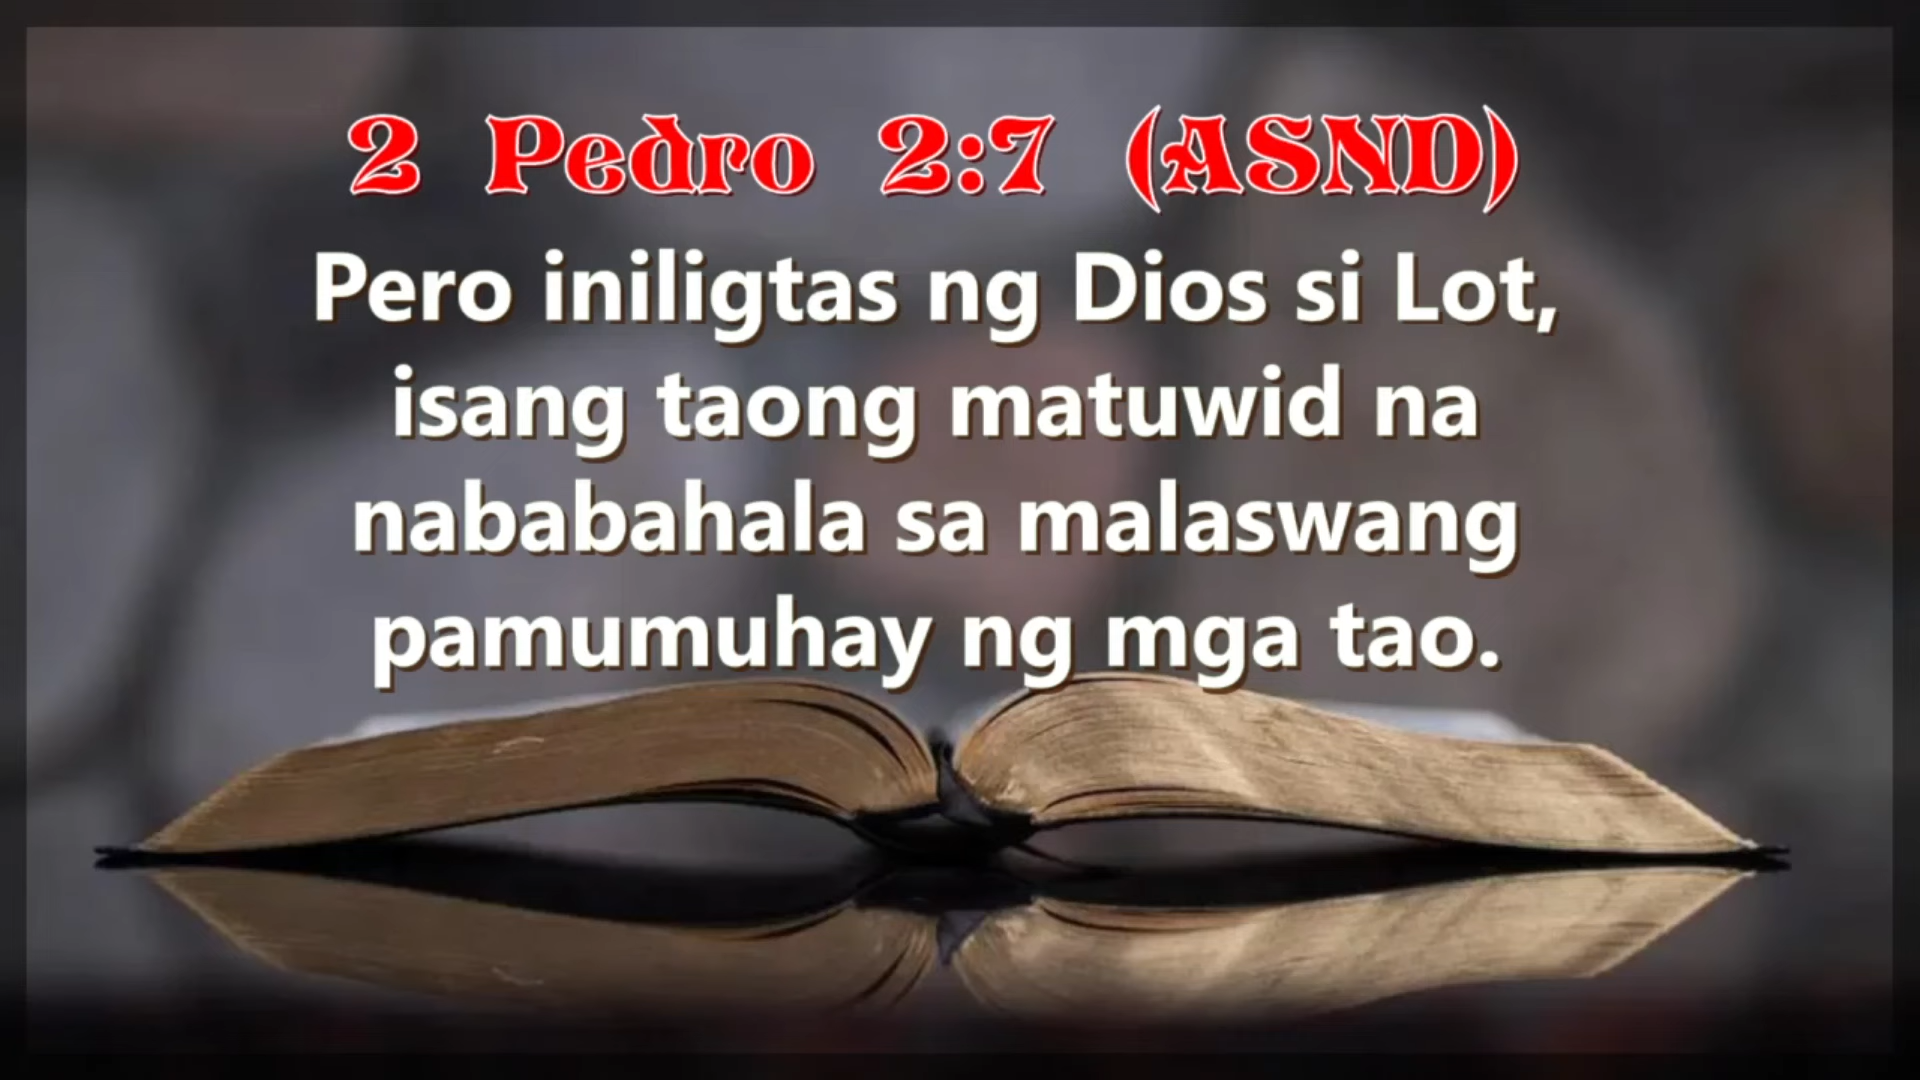 2 Pedro 2:7 (ASND)
Pero iniligtas ng Dios si Lot,
isang taong matuwid na
nababahala sa malaswang
pamumuhay ng mga tao.